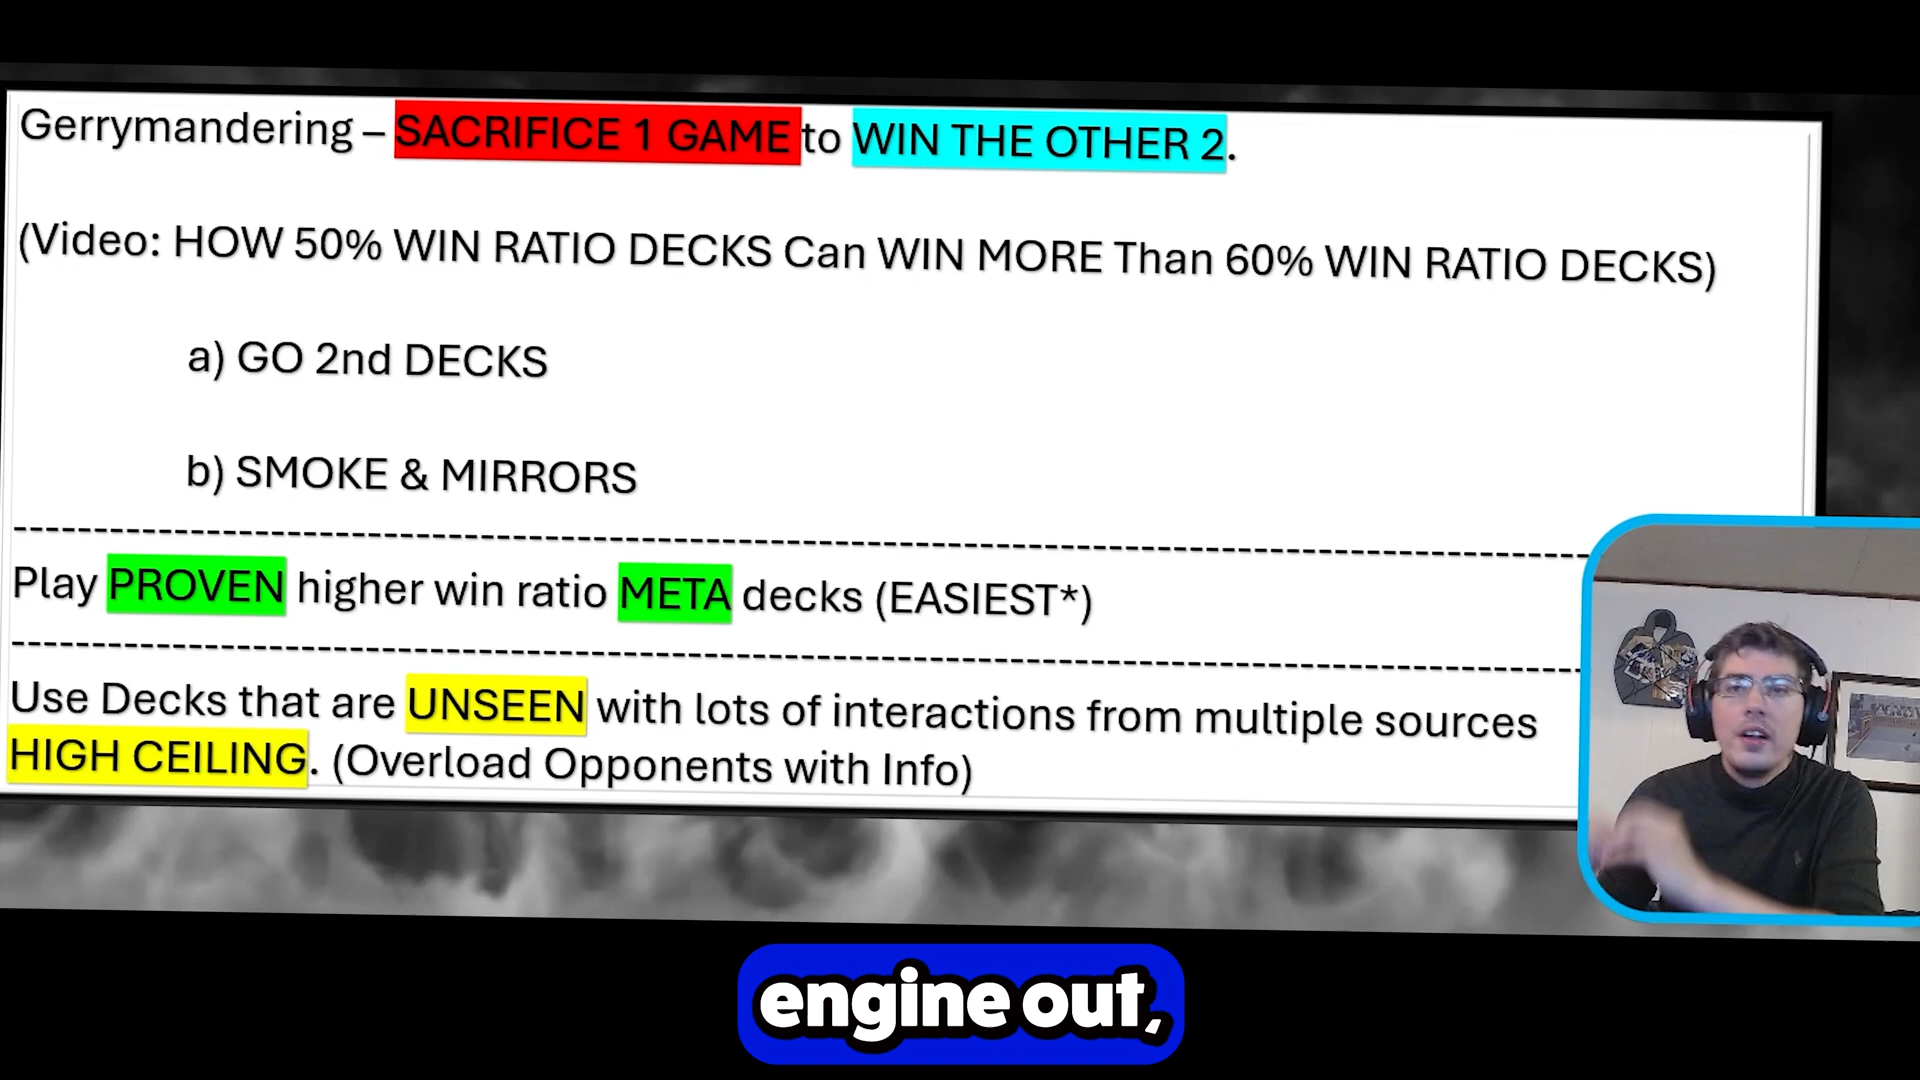 Gerrymandering – SACRIFICE 1 GAME to WIN THE OTHER 2.
(Video: HOW 50% WIN RATIO DECKS Can WIN MORE Than 60% WIN RATIO DECKS)
a) GO 2nd DECKS
b) SMOKE & MIRRORS
Play PROVEN higher win ratio META decks (EASIEST*)
Use Decks that are UNSEEN with lots of interactions from multiple sources
HIGH CEILING. (Overload Opponents with Info)
engine out,